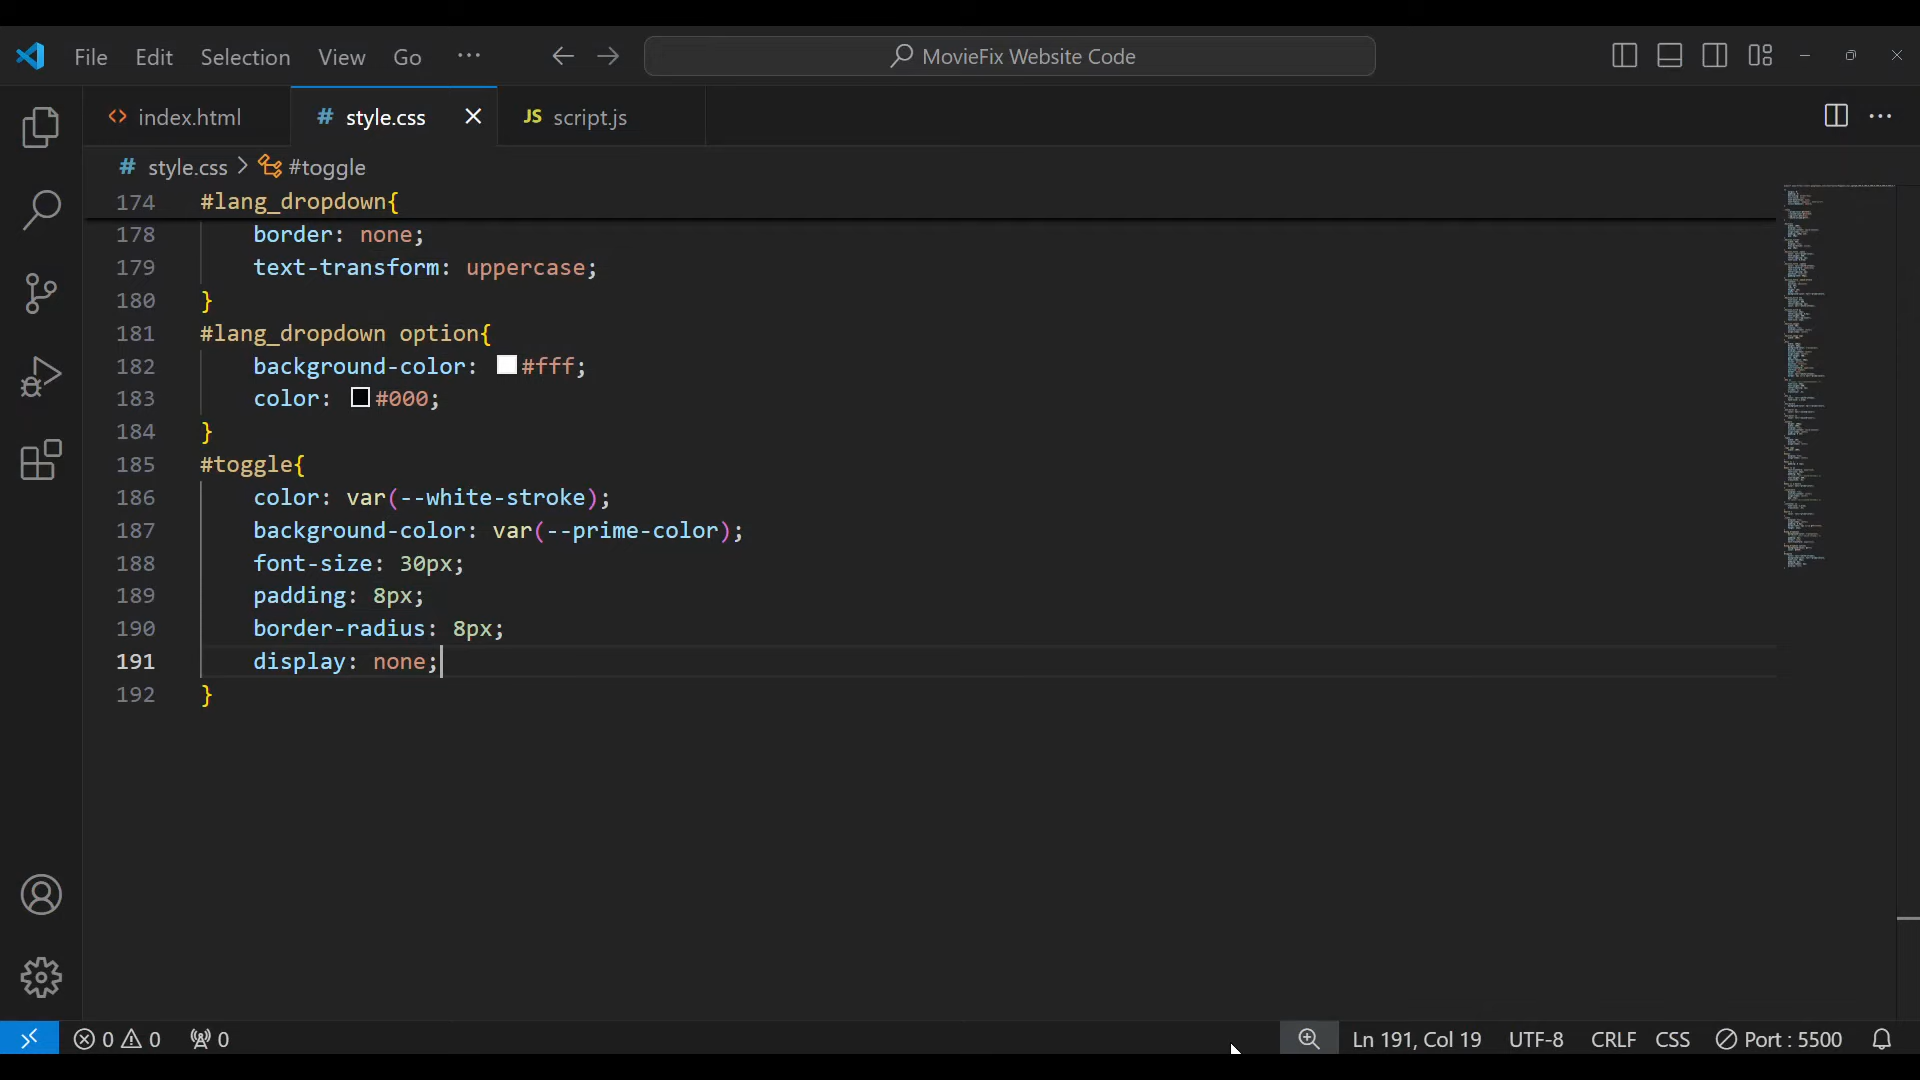 File Edit Selection View Go ··· MovieFix Website Code
index.html # style.css JS script.js
# style.css > #toggle
174 #lang_dropdown{
178 border: none;
179 text-transform: uppercase;
180 }
181 #lang_dropdown option{
182 background-color: #fff;
183 color: #000;
184 }
185 #toggle{
186 color: var(--white-stroke);
187 background-color: var(--prime-color);
188 font-size: 30px;
189 padding: 8px;
190 border-radius: 8px;
191 display: none;
192 }
0 0 0 Ln 191, Col 19 UTF-8 CRLF CSS Port : 5500